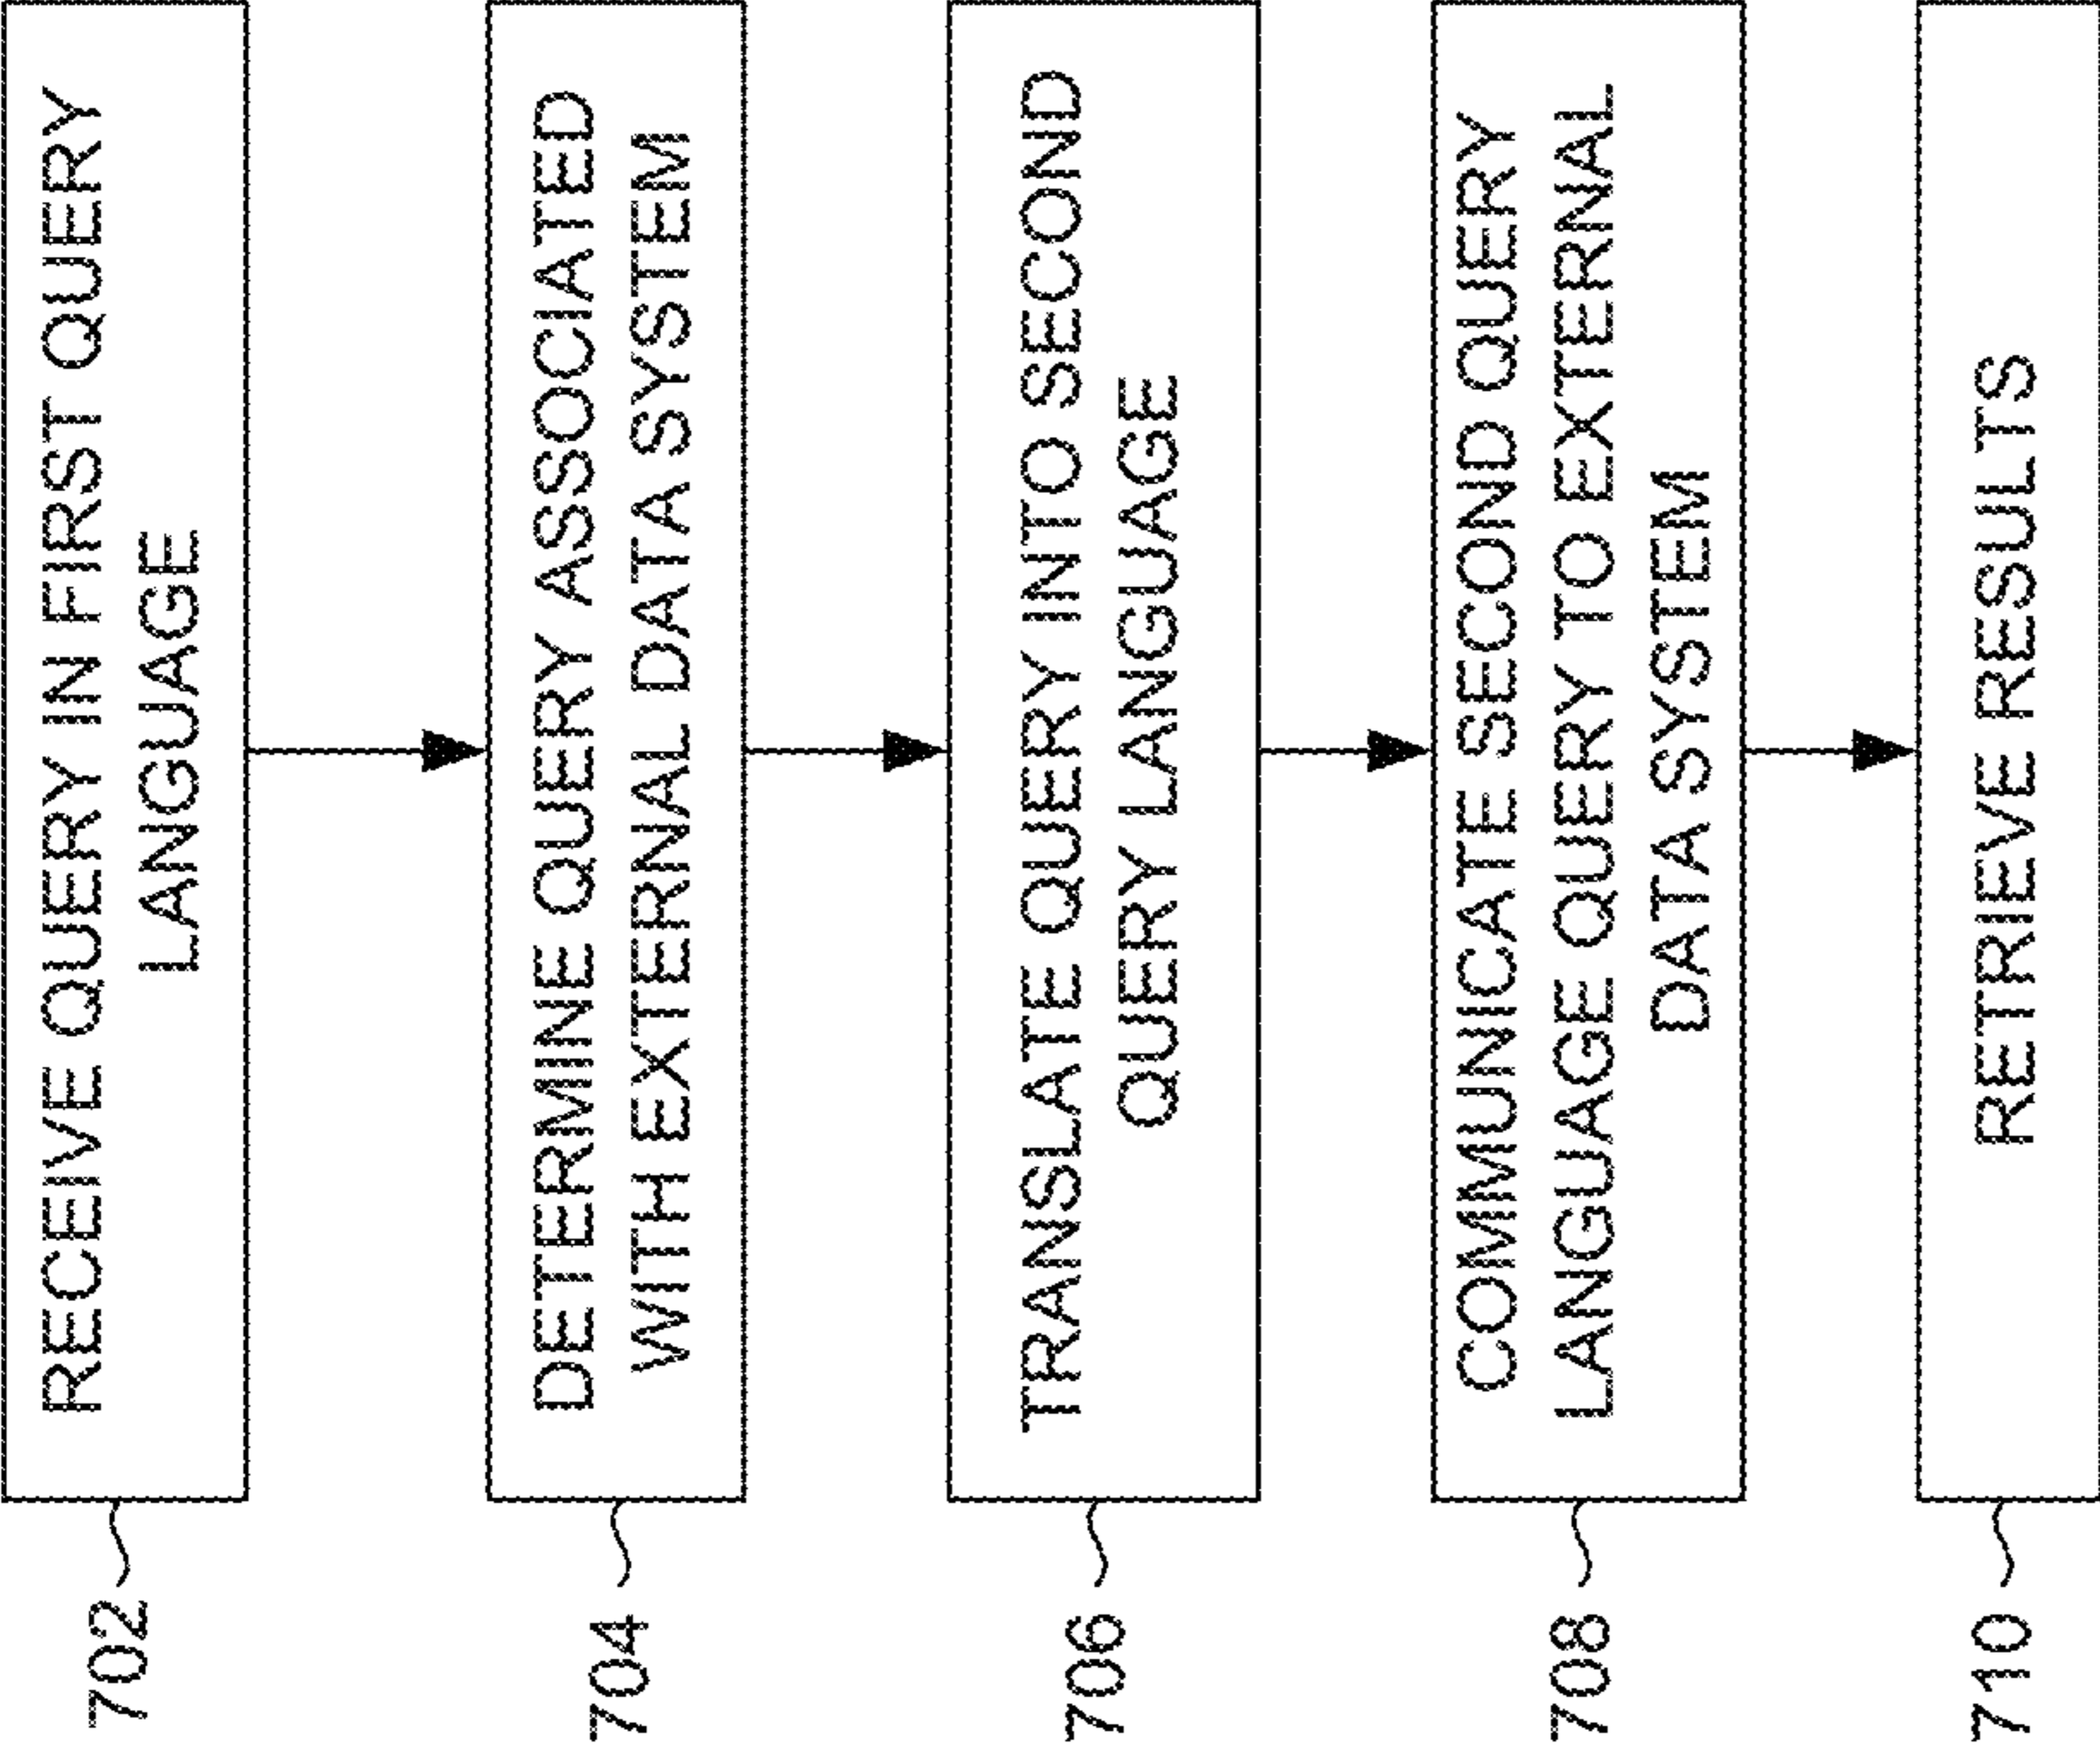 702
RECEIVE QUERY IN FIRST QUERY
LANGUAGE
704
DETERMINE QUERY ASSOCIATED
WITH EXTERNAL DATA SYSTEM
706
TRANSLATE QUERY INTO SECOND
QUERY LANGUAGE
708
COMMUNICATE SECOND QUERY
LANGUAGE QUERY TO EXTERNAL
DATA SYSTEM
710
RETRIEVE RESULTS